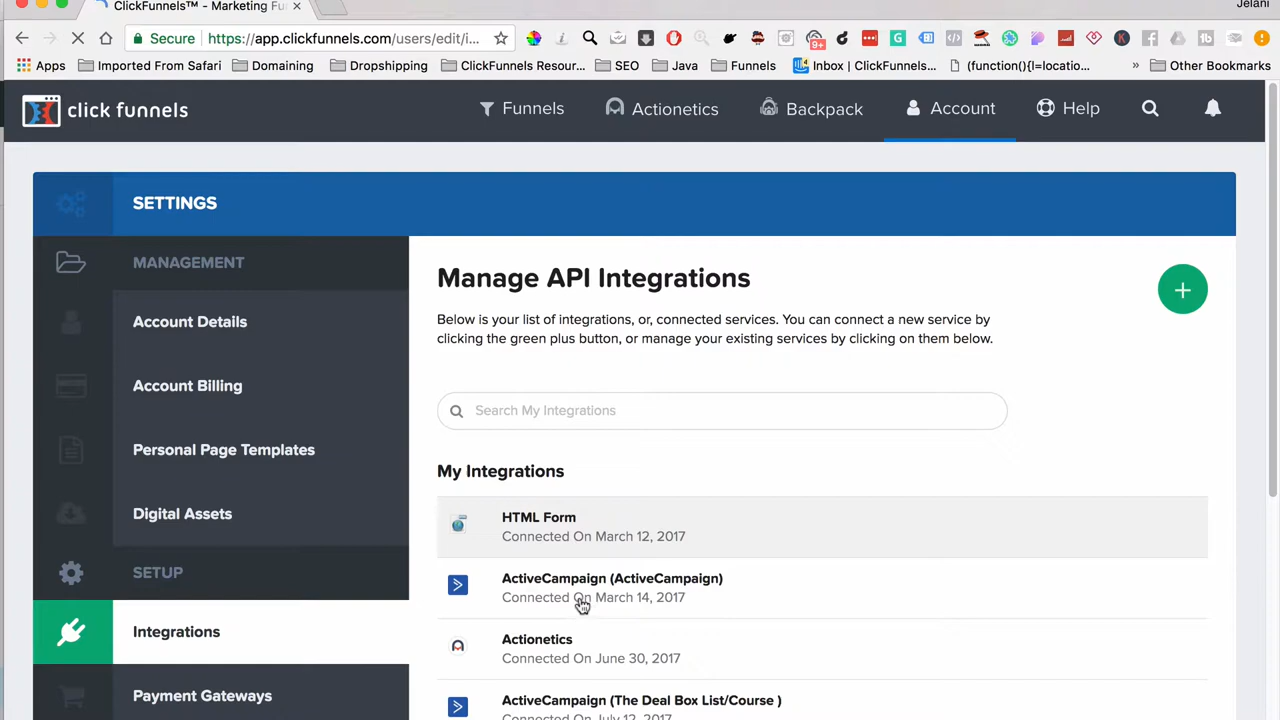 ClickFunnels™ - Marketing Fu
Jelani
Secure
https://app.clickfunnels.com/users/edit/i...
9+
Apps
Imported From Safari
Domaining
Dropshipping
ClickFunnels Resour...
SEO
Java
Funnels
Inbox | ClickFunnels...
(function(){l=locatio...
»
Other Bookmarks
click funnels
Funnels
Actionetics
Backpack
Account
Help
SETTINGS
MANAGEMENT
Account Details
Account Billing
Personal Page Templates
Digital Assets
SETUP
Integrations
Payment Gateways
Manage API Integrations
Below is your list of integrations, or, connected services. You can connect a new service by
clicking the green plus button, or manage your existing services by clicking on them below.
Search My Integrations
My Integrations
HTML Form
Connected On March 12, 2017
ActiveCampaign (ActiveCampaign)
Connected On March 14, 2017
Actionetics
Connected On June 30, 2017
ActiveCampaign (The Deal Box List/Course )
Connected On July 12, 2017